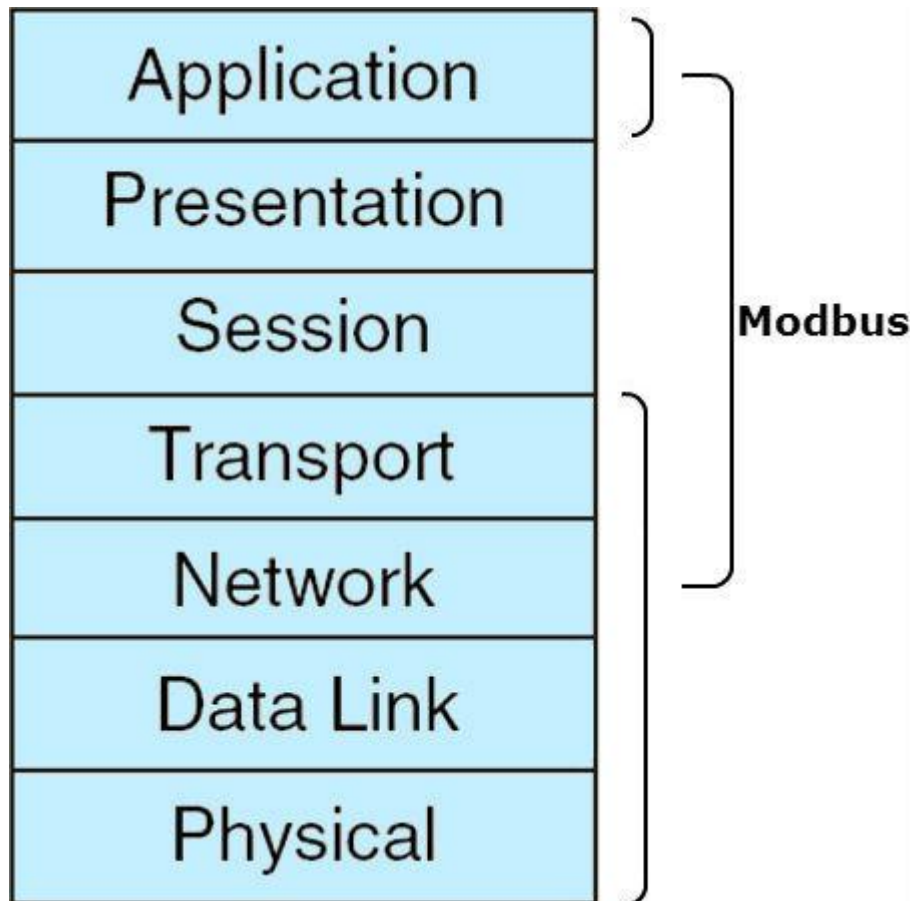 Application
Presentation
Session
Modbus
Transport
Network
Data Link
Physical